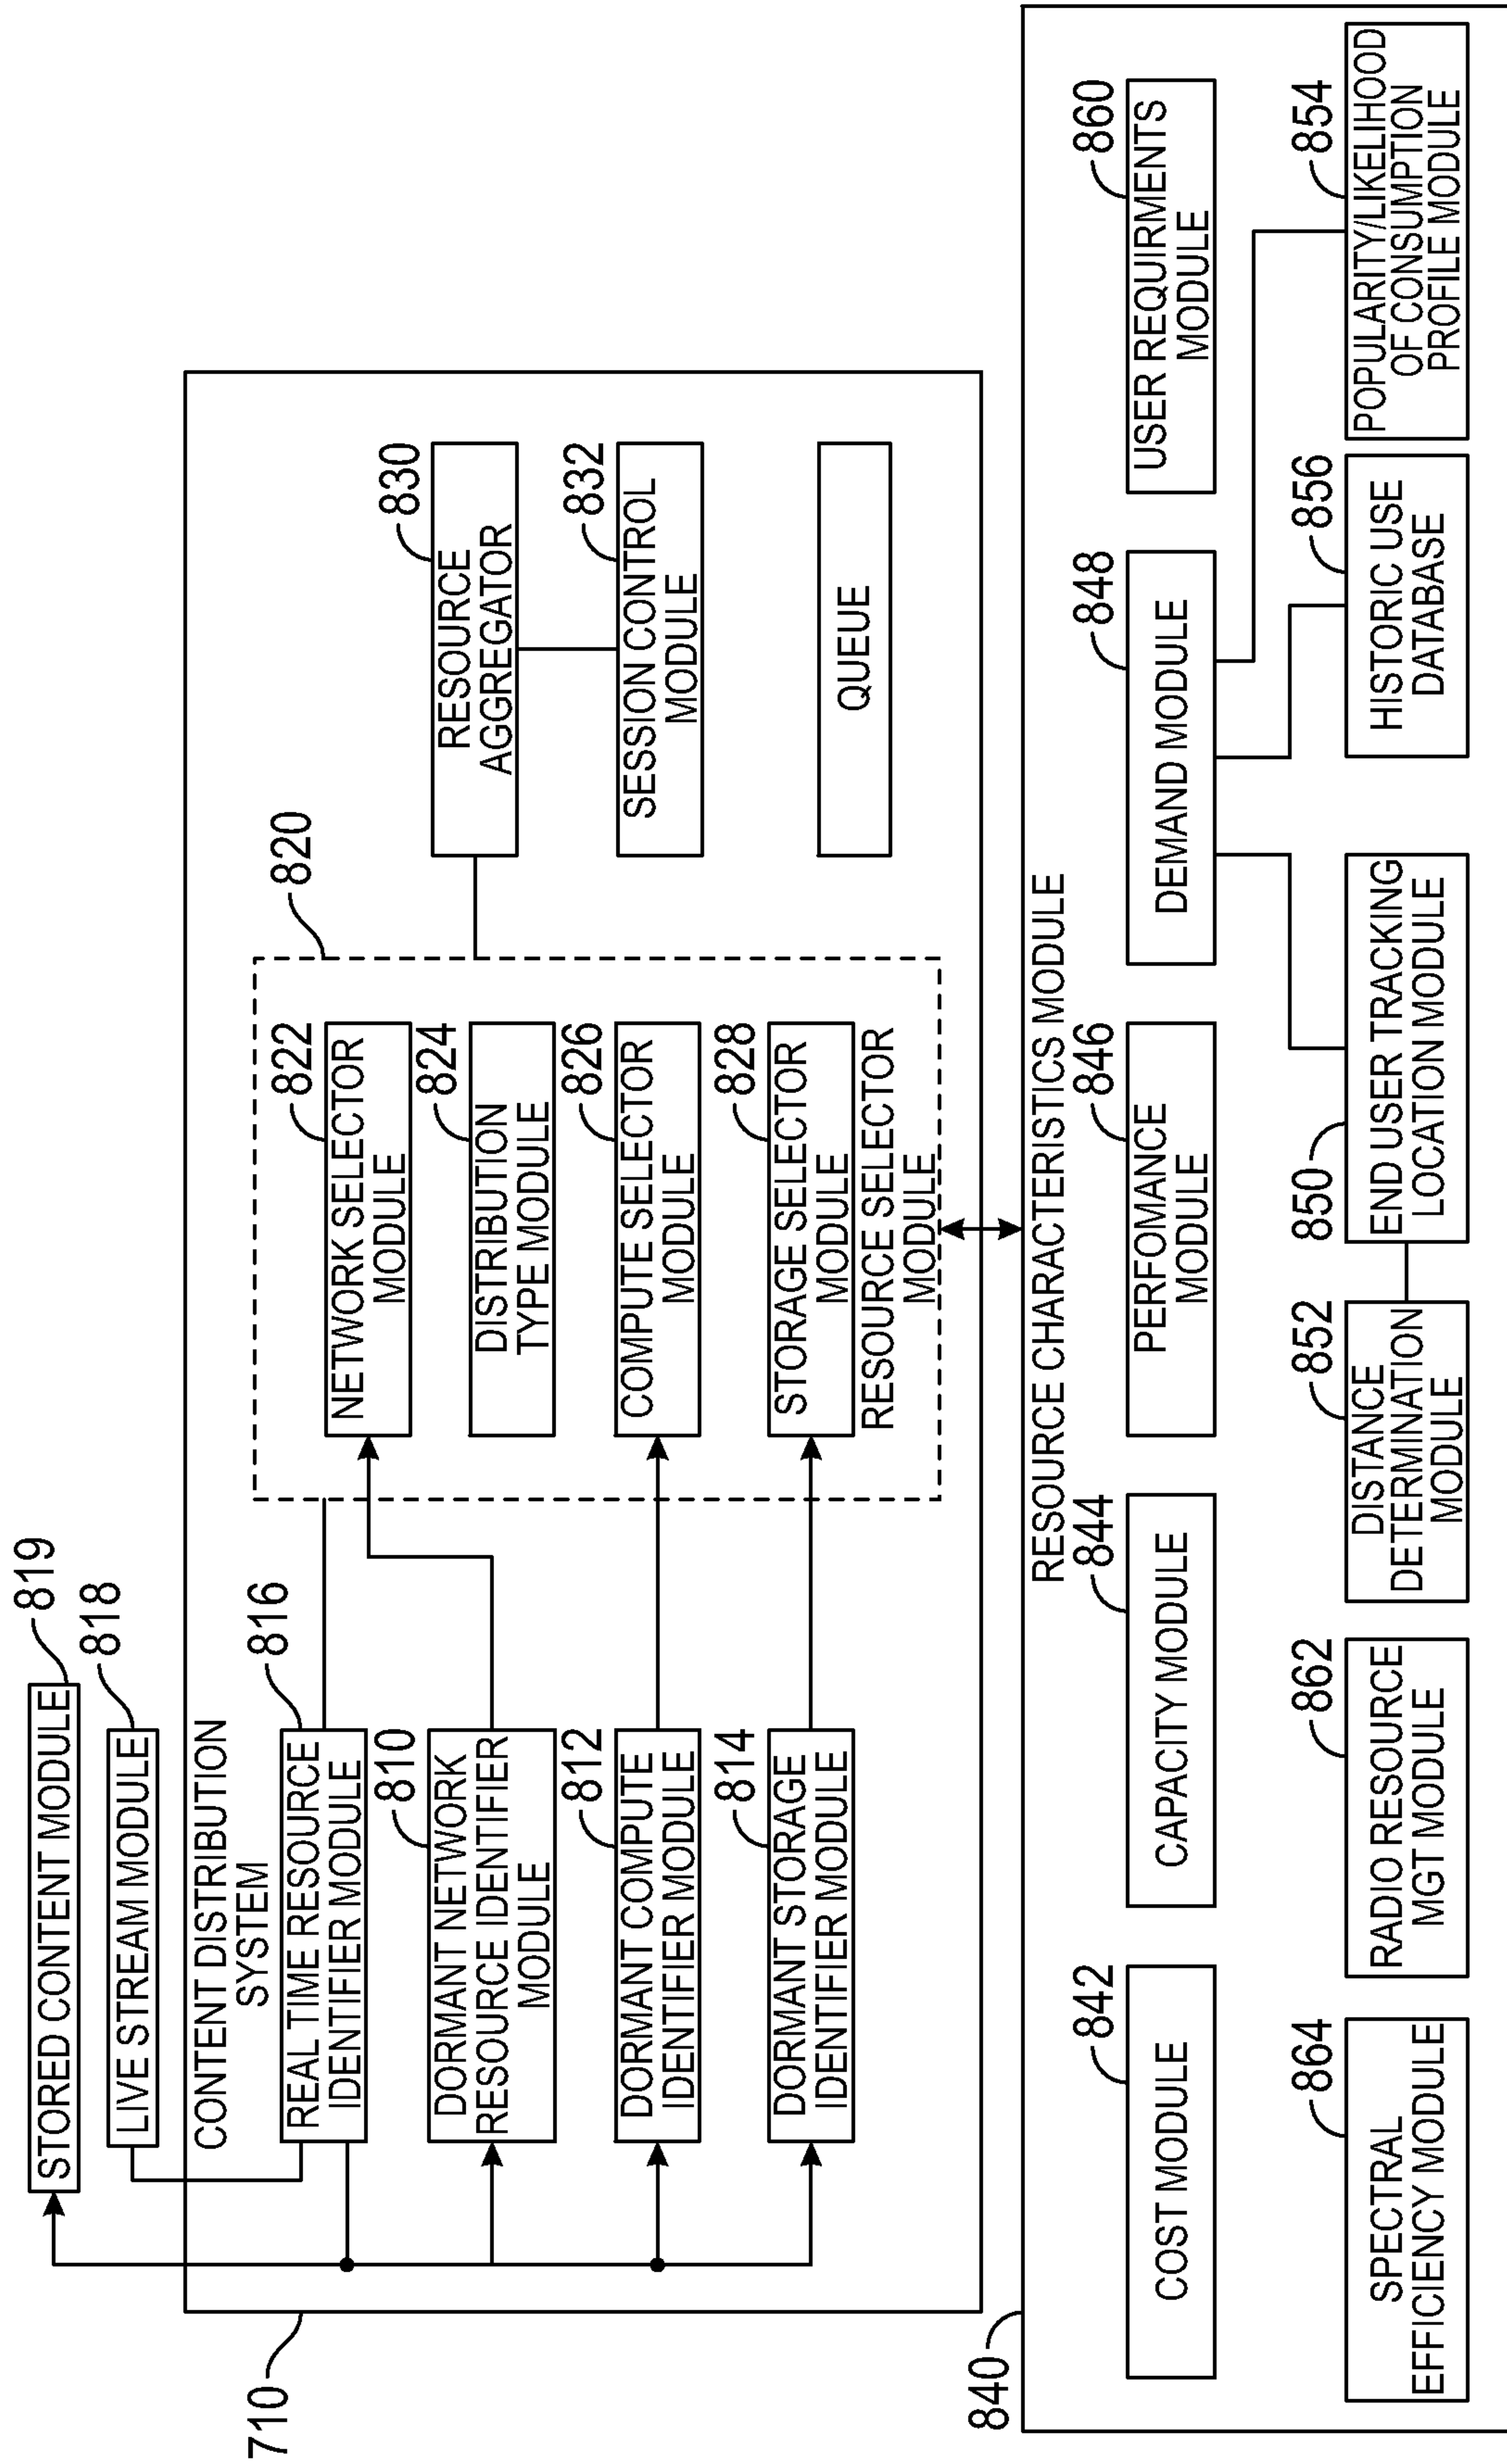 STORED CONTENT MODULE
819
LIVE STREAM MODULE
818
CONTENT DISTRIBUTION
SYSTEM
710
REAL TIME RESOURCE
IDENTIFIER MODULE
816
DORMANT NETWORK
RESOURCE IDENTIFIER
MODULE
810
DORMANT COMPUTE
IDENTIFIER MODULE
812
DORMANT STORAGE
IDENTIFIER MODULE
814
820
NETWORK SELECTOR
MODULE
822
DISTRIBUTION
TYPE MODULE
824
COMPUTE SELECTOR
MODULE
826
STORAGE SELECTOR
MODULE
828
RESOURCE SELECTOR
MODULE
RESOURCE
AGGREGATOR
830
SESSION CONTROL
MODULE
832
QUEUE
840
RESOURCE CHARACTERISTICS MODULE
COST MODULE
842
CAPACITY MODULE
844
PERFOMANCE
MODULE
846
DEMAND MODULE
848
USER REQUIRMENTS
MODULE
860
SPECTRAL
EFFICIENCY MODULE
864
RADIO RESOURCE
MGT MODULE
862
DISTANCE
DETERMINATION
MODULE
852
END USER TRACKING
LOCATION MODULE
850
HISTORIC USE
DATABASE
856
POPULARITY/LIKELIHOOD
OF CONSUMPTION
PROFILE MODULE
854